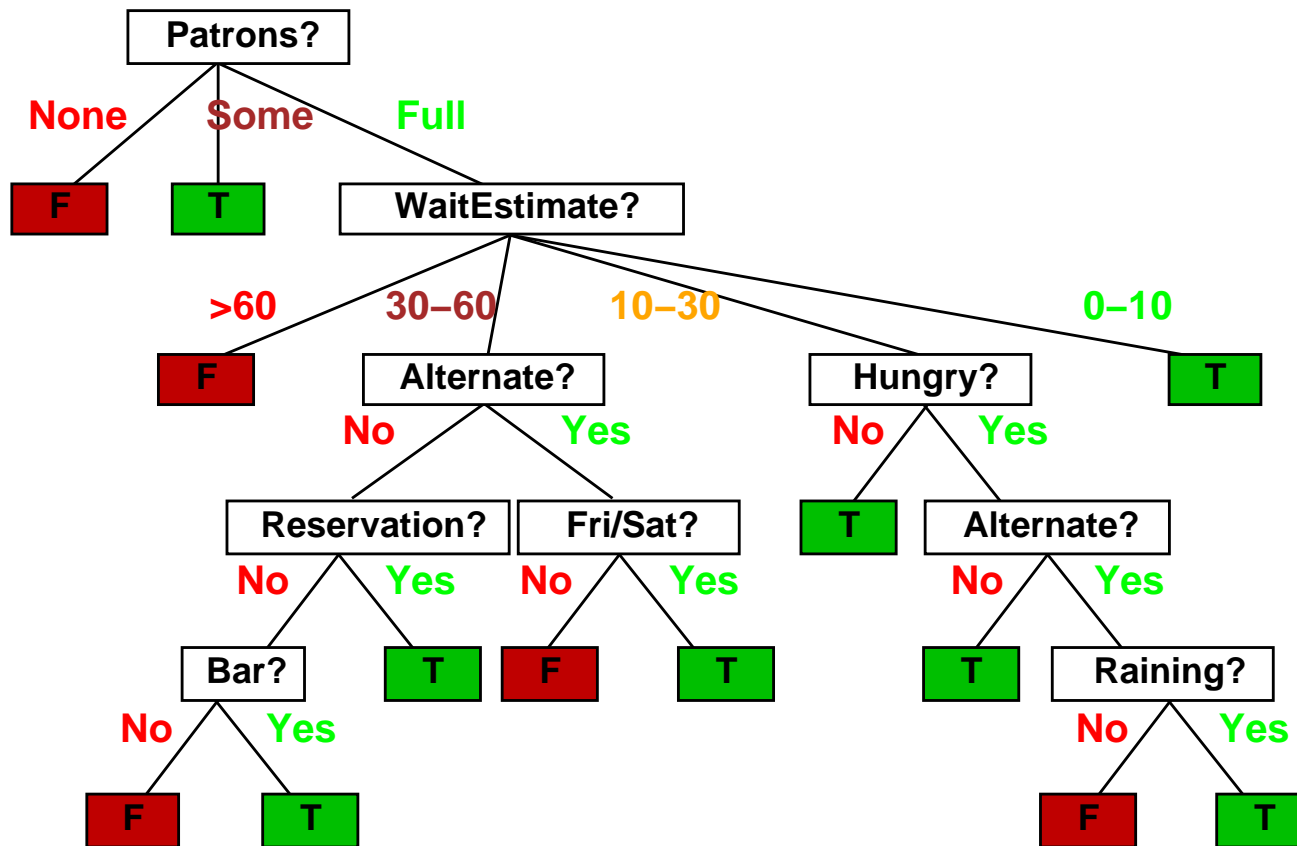 Patrons?
None Some Full
F T WaitEstimate?
>60 30–60 10–30 0–10
F Alternate? Hungry? T
No Yes No Yes
Reservation? Fri/Sat? T Alternate?
No Yes No Yes No Yes
Bar? T F T T Raining?
No Yes No Yes
F T F T